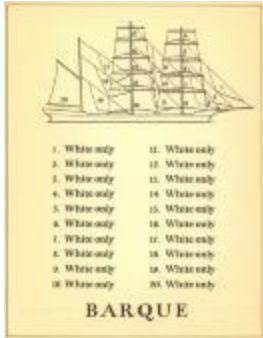 1. White only
2. White only
3. White only
4. White only
5. White only
6. White only
7. White only
8. White only
9. White only
10. White only
11. White only
12. White only
13. White only
14. White only
15. White only
16. White only
17. White only
18. White only
19. White only
20. White only
BARQUE